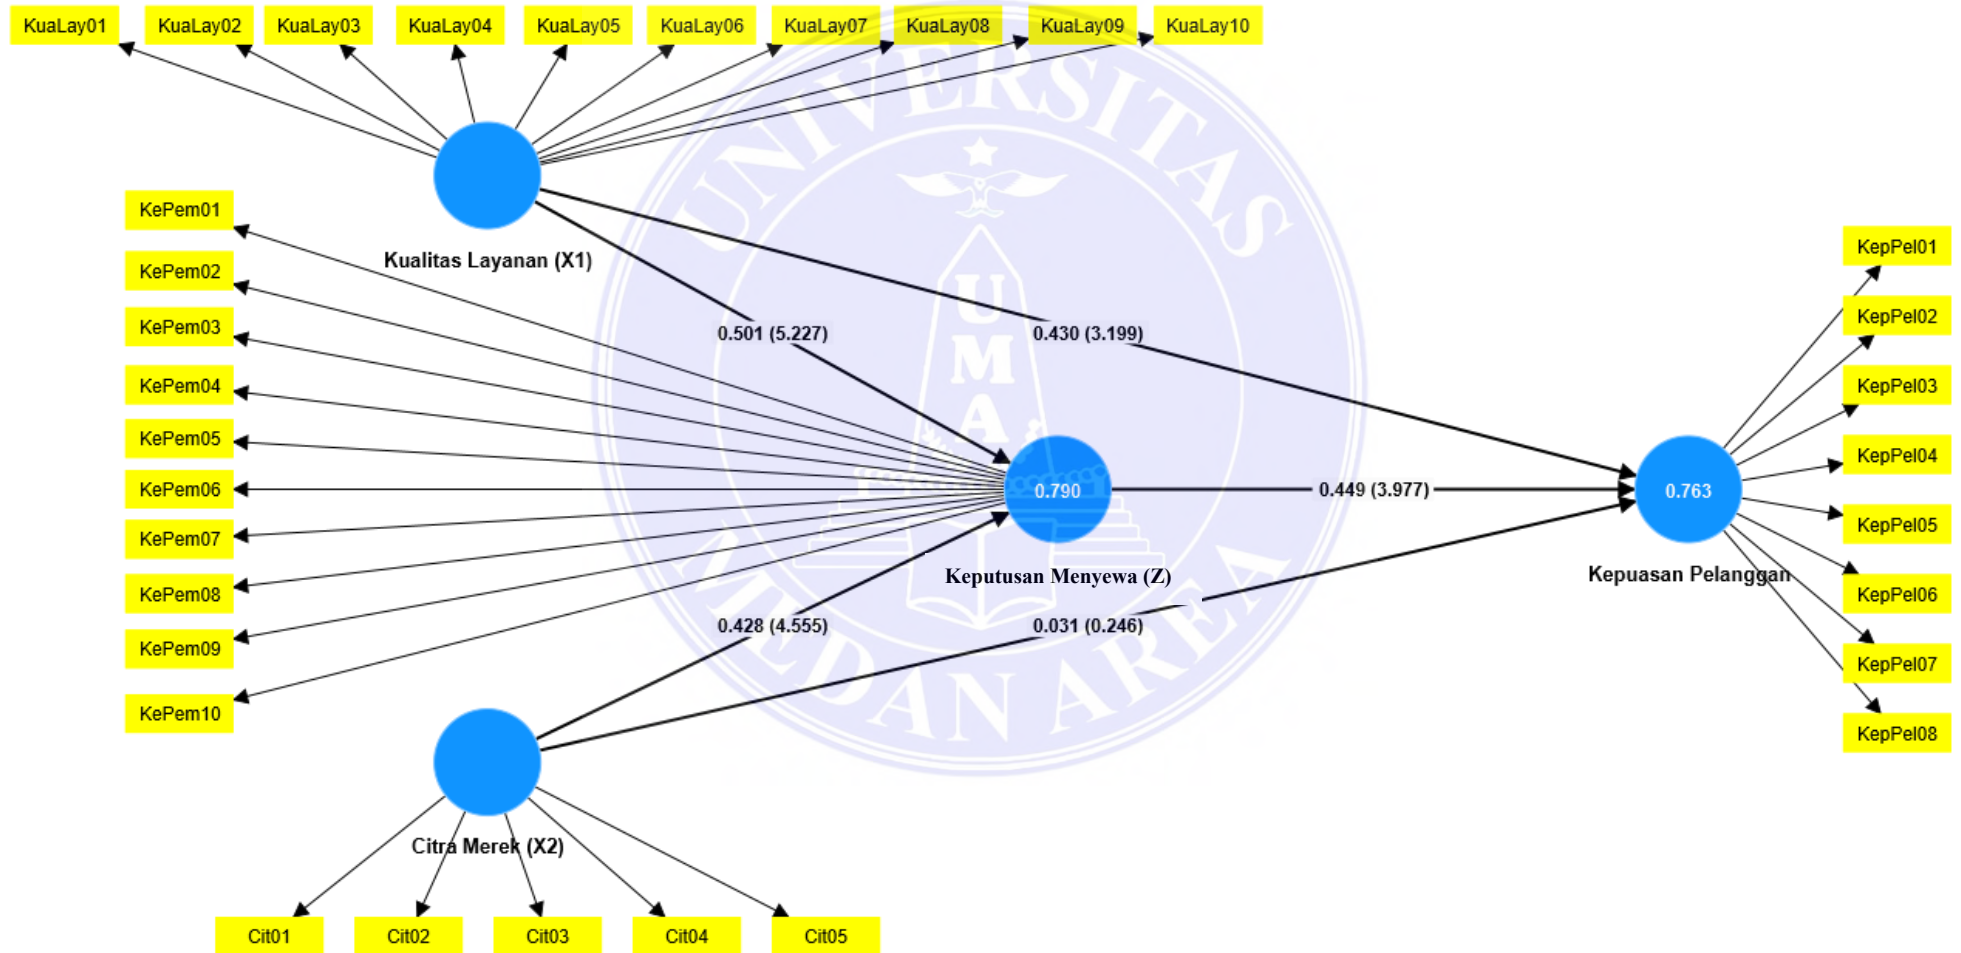 KuaLay01 KuaLay02 KuaLay03 KuaLay04 KuaLay05 KuaLay06 KuaLay07 KuaLay08 KuaLay09 KuaLay10
UNIVERSITAS
KePem01
Kualitas Layanan (X1)
KePem02
KePem03
KePem04
KePem05
KePem06
KePem07
KePem08
KePem09
KePem10
0.501 (5.227)
0.430 (3.199)
U
M
A
0.790
0.449 (3.977)
0.763
Keputusan Menyewa (Z)
Kepuasan Pelanggan
0.428 (4.555)
0.031 (0.246)
MEDAN AREA
KepPel01
KepPel02
KepPel03
KepPel04
KepPel05
KepPel06
KepPel07
KepPel08
Citra Merek (X2)
Cit01 Cit02 Cit03 Cit04 Cit05